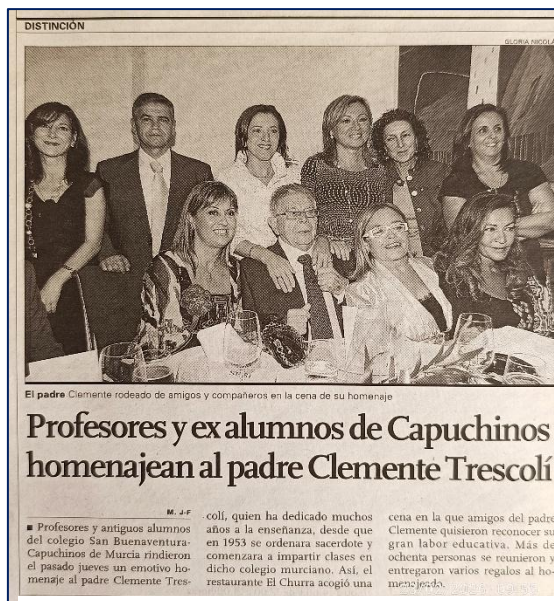 DISTINCIÓN
GLORIA NICOLÁ
El padre Clemente rodeado de amigos y compañeros en la cena de su homenaje
Profesores y ex alumnos de Capuchinos
homenajean al padre Clemente Trescolí
M. J-F
■ Profesores y antiguos alumnos
del colegio San Buenaventura-
Capuchinos de Murcia rindieron
el pasado jueves un emotivo ho-
menaje al padre Clemente Tres-
colí, quien ha dedicado muchos
años a la enseñanza, desde que
en 1953 se ordenara sacerdote y
comenzara a impartir clases en
dicho colegio murciano. Así, el
restaurante El Churra acogió una
cena en la que amigos del padre
Clemente quisieron reconocer su
gran labor educativa. Más de
ochenta personas se reunieron y
entregaron varios regalos al ho-
menajeado.